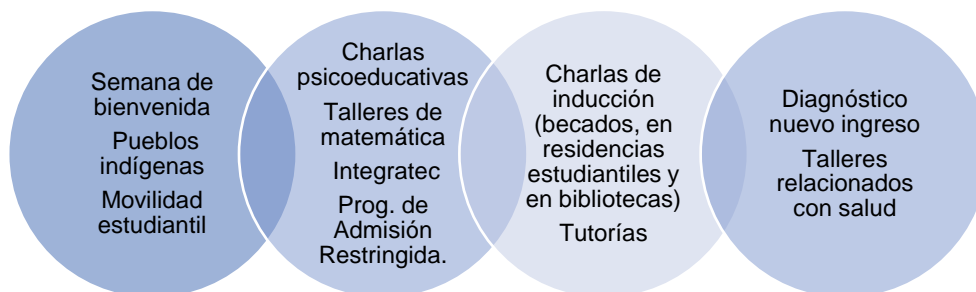 Semana de
bienvenida
Pueblos
indígenas
Movilidad
estudiantil
Charlas
psicoeducativas
Talleres de
matemática
Integratec
Prog. de
Admisión
Restringida.
Charlas de
inducción
(becados, en
residencias
estudiantiles y
en bibliotecas)
Tutorías
Diagnóstico
nuevo ingreso
Talleres
relacionados
con salud